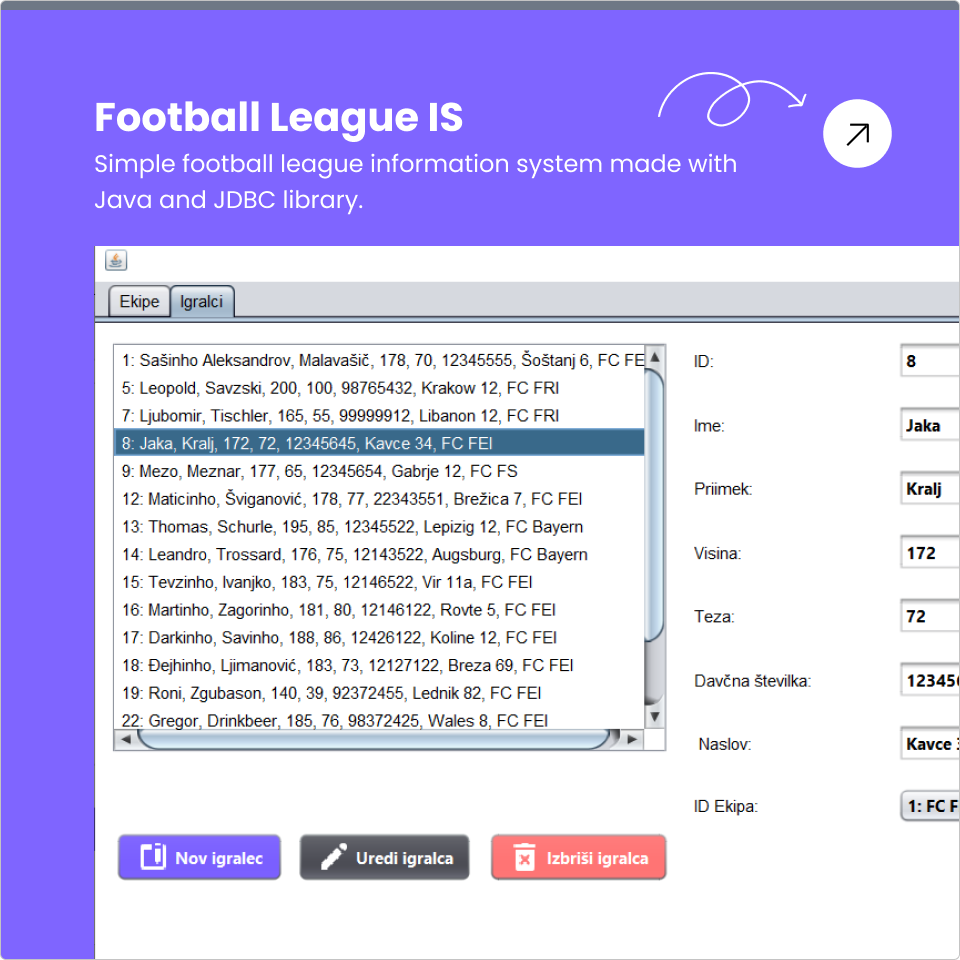 Football League IS
Simple football league information system made with
Java and JDBC library.
Ekipe
Igralci
1: Sašinho Aleksandrov, Malavašič, 178, 70, 12345555, Šoštanj 6, FC FE
5: Leopold, Savzski, 200, 100, 98765432, Krakow 12, FC FRI
7: Ljubomir, Tischler, 165, 55, 99999912, Libanon 12, FC FRI
8: Jaka, Kralj, 172, 72, 12345645, Kavce 34, FC FEI
9: Mezo, Meznar, 177, 65, 12345654, Gabrje 12, FC FS
12: Maticinho, Šviganović, 178, 77, 22343551, Brežica 7, FC FEI
13: Thomas, Schurle, 195, 85, 12345522, Lepizig 12, FC Bayern
14: Leandro, Trossard, 176, 75, 12143522, Augsburg, FC Bayern
15: Tevzinho, Ivanjko, 183, 75, 12146522, Vir 11a, FC FEI
16: Martinho, Zagorinho, 181, 80, 12146122, Rovte 5, FC FEI
17: Darkinho, Savinho, 188, 86, 12426122, Koline 12, FC FEI
18: Đejhinho, Ljimanović, 183, 73, 12127122, Breza 69, FC FEI
19: Roni, Zgubason, 140, 39, 92372455, Lednik 82, FC FEI
22: Gregor, Drinkbeer, 185, 76, 98372425, Wales 8, FC FEI
ID: 8
Ime: Jaka
Priimek: Kralj
Visina: 172
Teza: 72
Davčna številka: 12345
Naslov: Kavce
ID Ekipa: 1: FC F
Nov igralec
Uredi igralca
Izbriši igralca